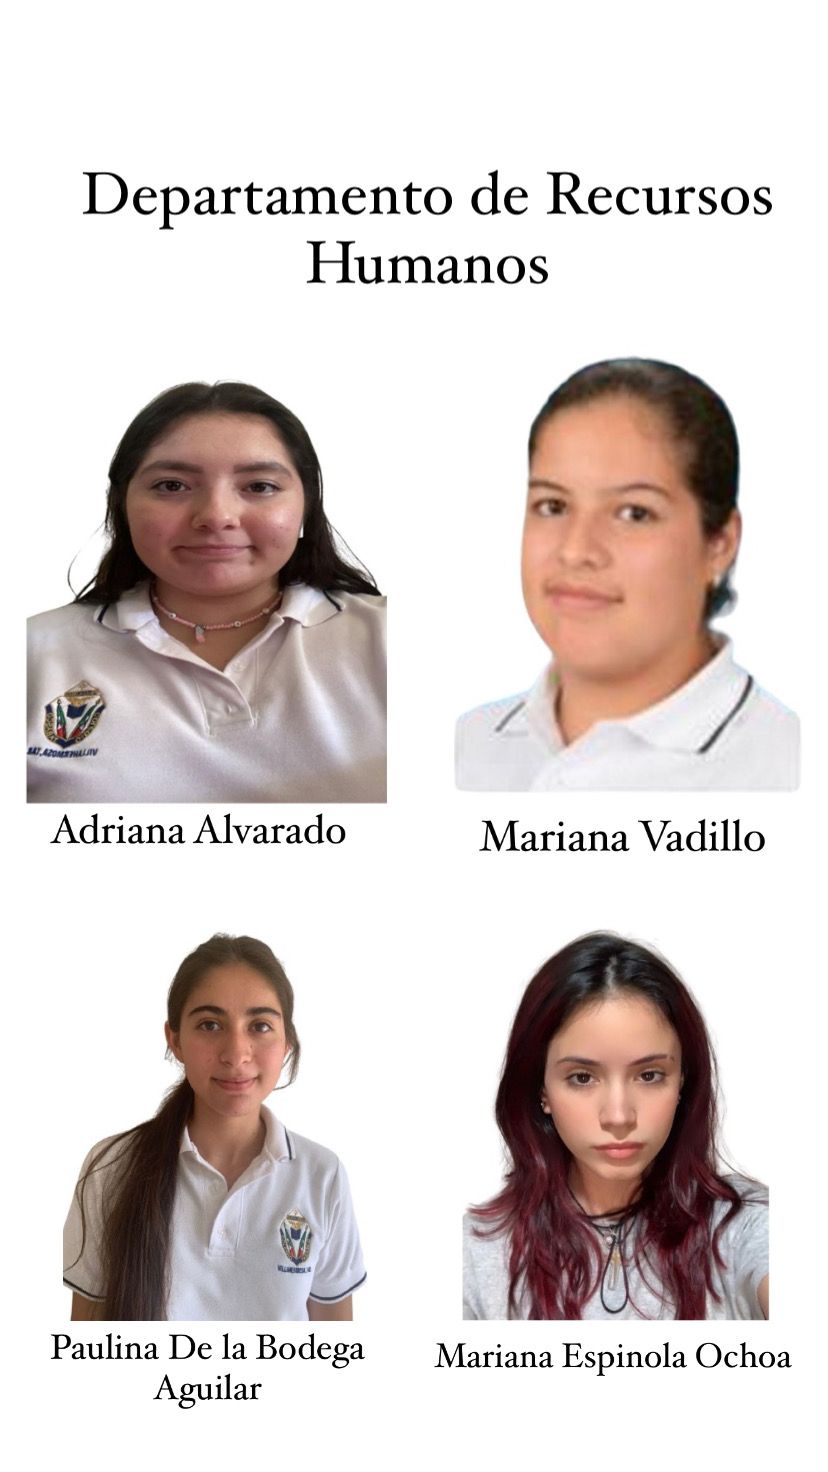 Departamento de Recursos
Humanos
Adriana Alvarado
Mariana Vadillo
Paulina De la Bodega
Aguilar
Mariana Espinola Ochoa